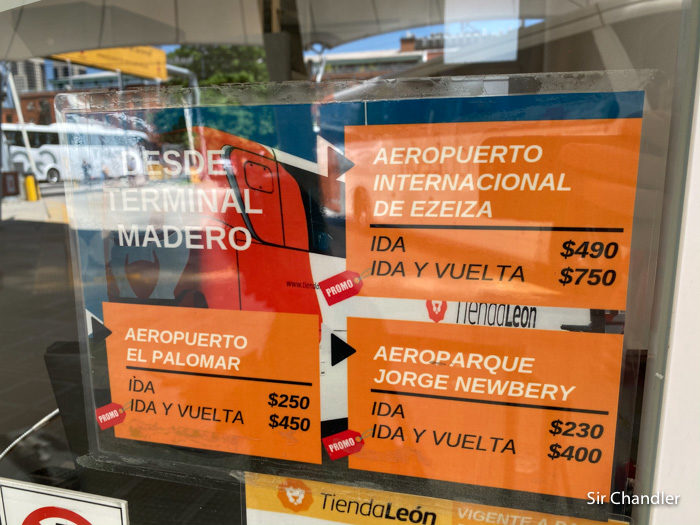 DESDE
TERMINAL
MADERO
AEROPUERTO
INTERNACIONAL
DE EZEIZA
IDA $490
IDA Y VUELTA $750
PROMO
TiendaLeón
AEROPUERTO
EL PALOMAR
IDA $250
IDA Y VUELTA $450
PROMO
AEROPARQUE
JORGE NEWBERY
IDA $230
IDA Y VUELTA $400
PROMO
TiendaLeón
VIGENTE A
Sir Chandler